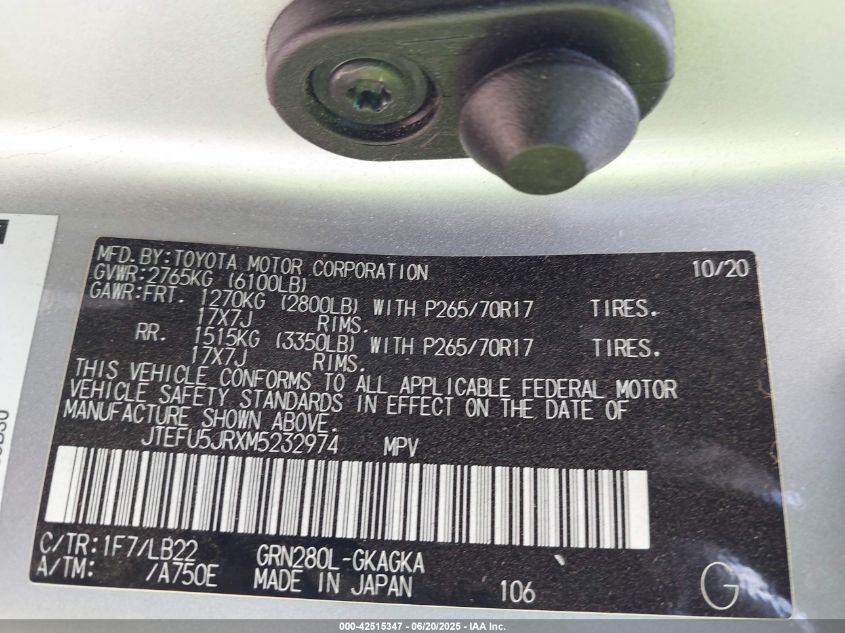 MFD.BY:TOYOTA MOTOR CORPORATION 10/20
GVWR:2765KG (6100LB)
GAWR:FRT. 1270KG (2800LB) WITH P265/70R17 TIRES.
17X7J RIMS.
RR. 1515KG (3350LB) WITH P265/70R17 TIRES.
17X7J RIMS.
THIS VEHICLE CONFORMS TO ALL APPLICABLE FEDERAL MOTOR
VEHICLE SAFETY STANDARDS IN EFFECT ON THE DATE OF
MANUFACTURE SHOWN ABOVE.
JTEFU5JRXM5232974 MPV
C/TR:1F7/LB22 GRN280L-GKAGKA
A/TM: /A750E MADE IN JAPAN 106 G
000-42515347 - 06/20/2025 - IAA Inc.